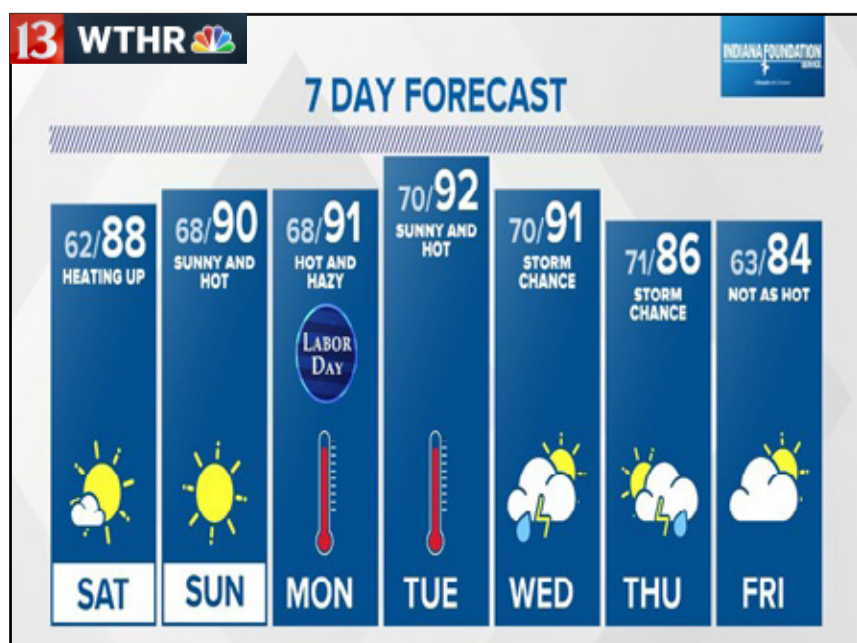 13 WTHR
INDIANA FOUNDATION
SERVICE
7 DAY FORECAST
62/88
HEATING UP
SAT
68/90
SUNNY AND
HOT
SUN
68/91
HOT AND
HAZY
LABOR
DAY
MON
70/92
SUNNY AND
HOT
TUE
70/91
STORM
CHANCE
WED
71/86
STORM
CHANCE
THU
63/84
NOT AS HOT
FRI